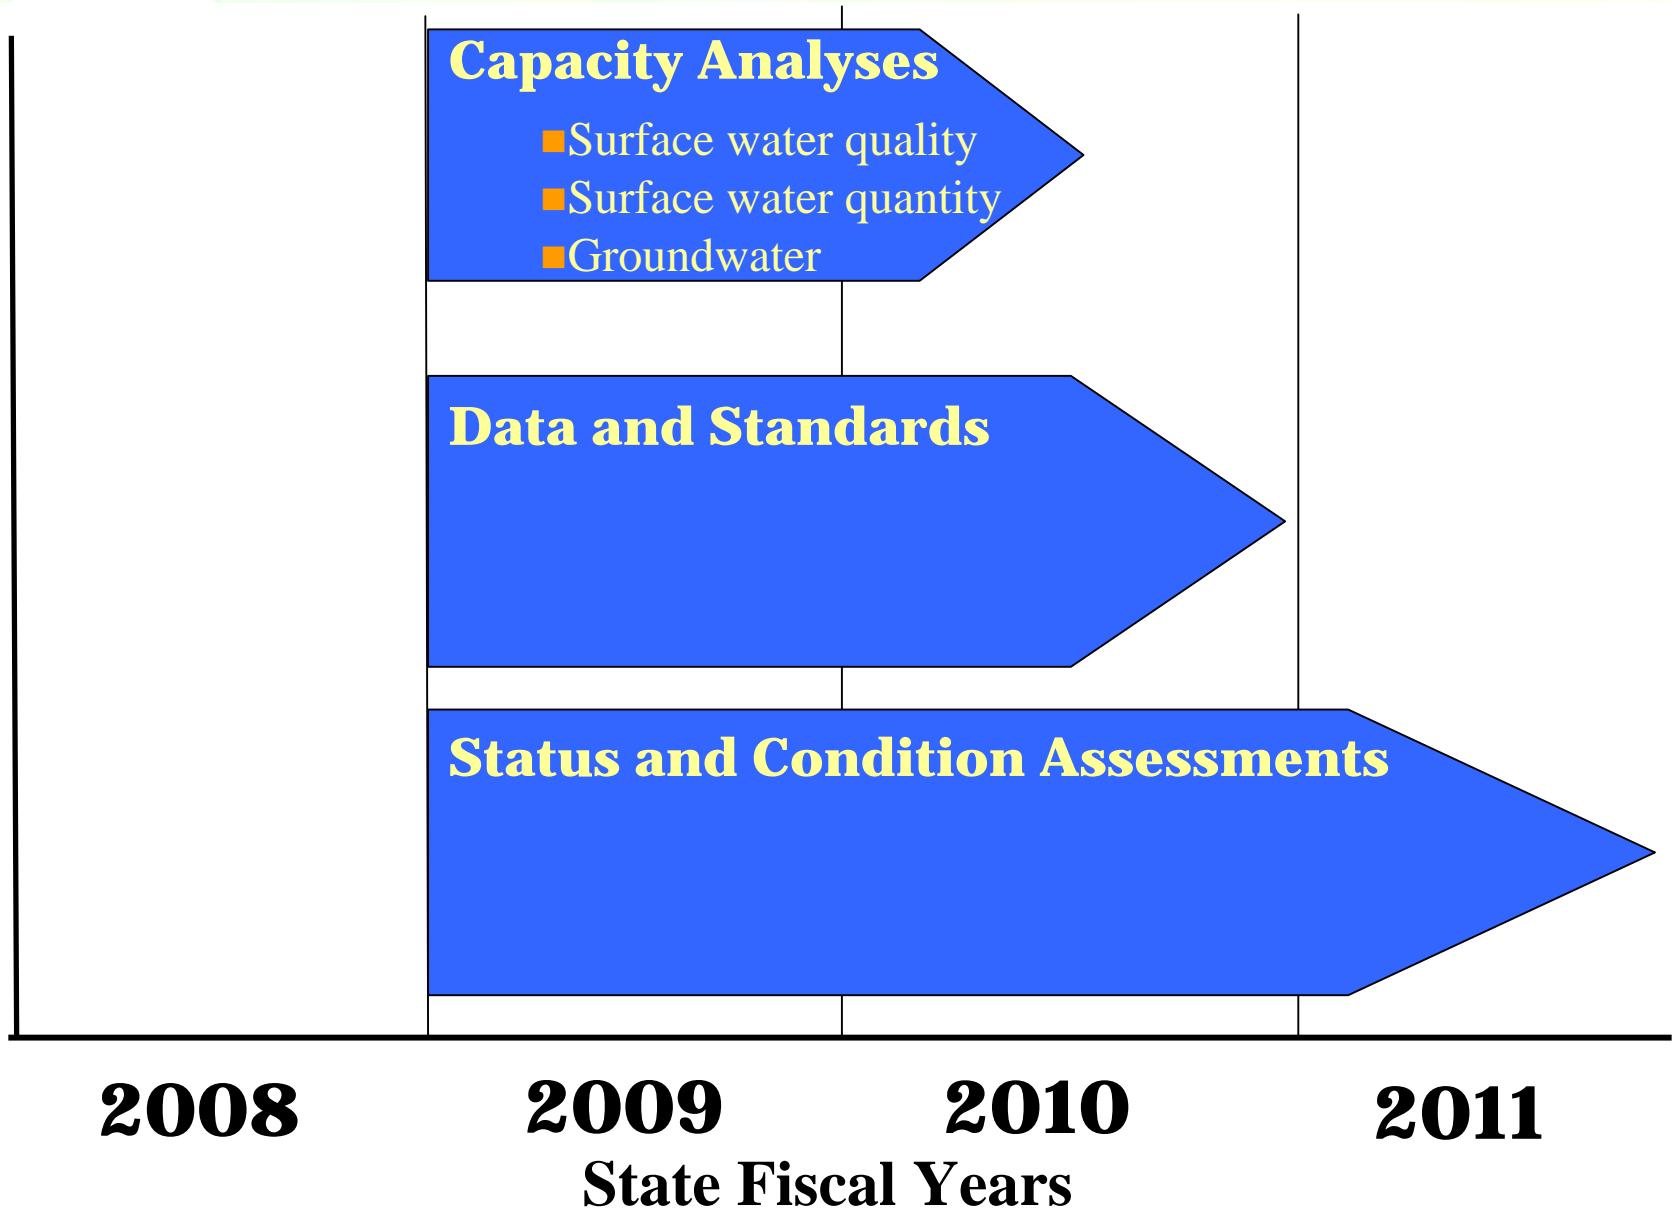 Capacity Analyses
Surface water quality
Surface water quantity
Groundwater
Data and Standards
Status and Condition Assessments
2008 2009 2010 2011
State Fiscal Years